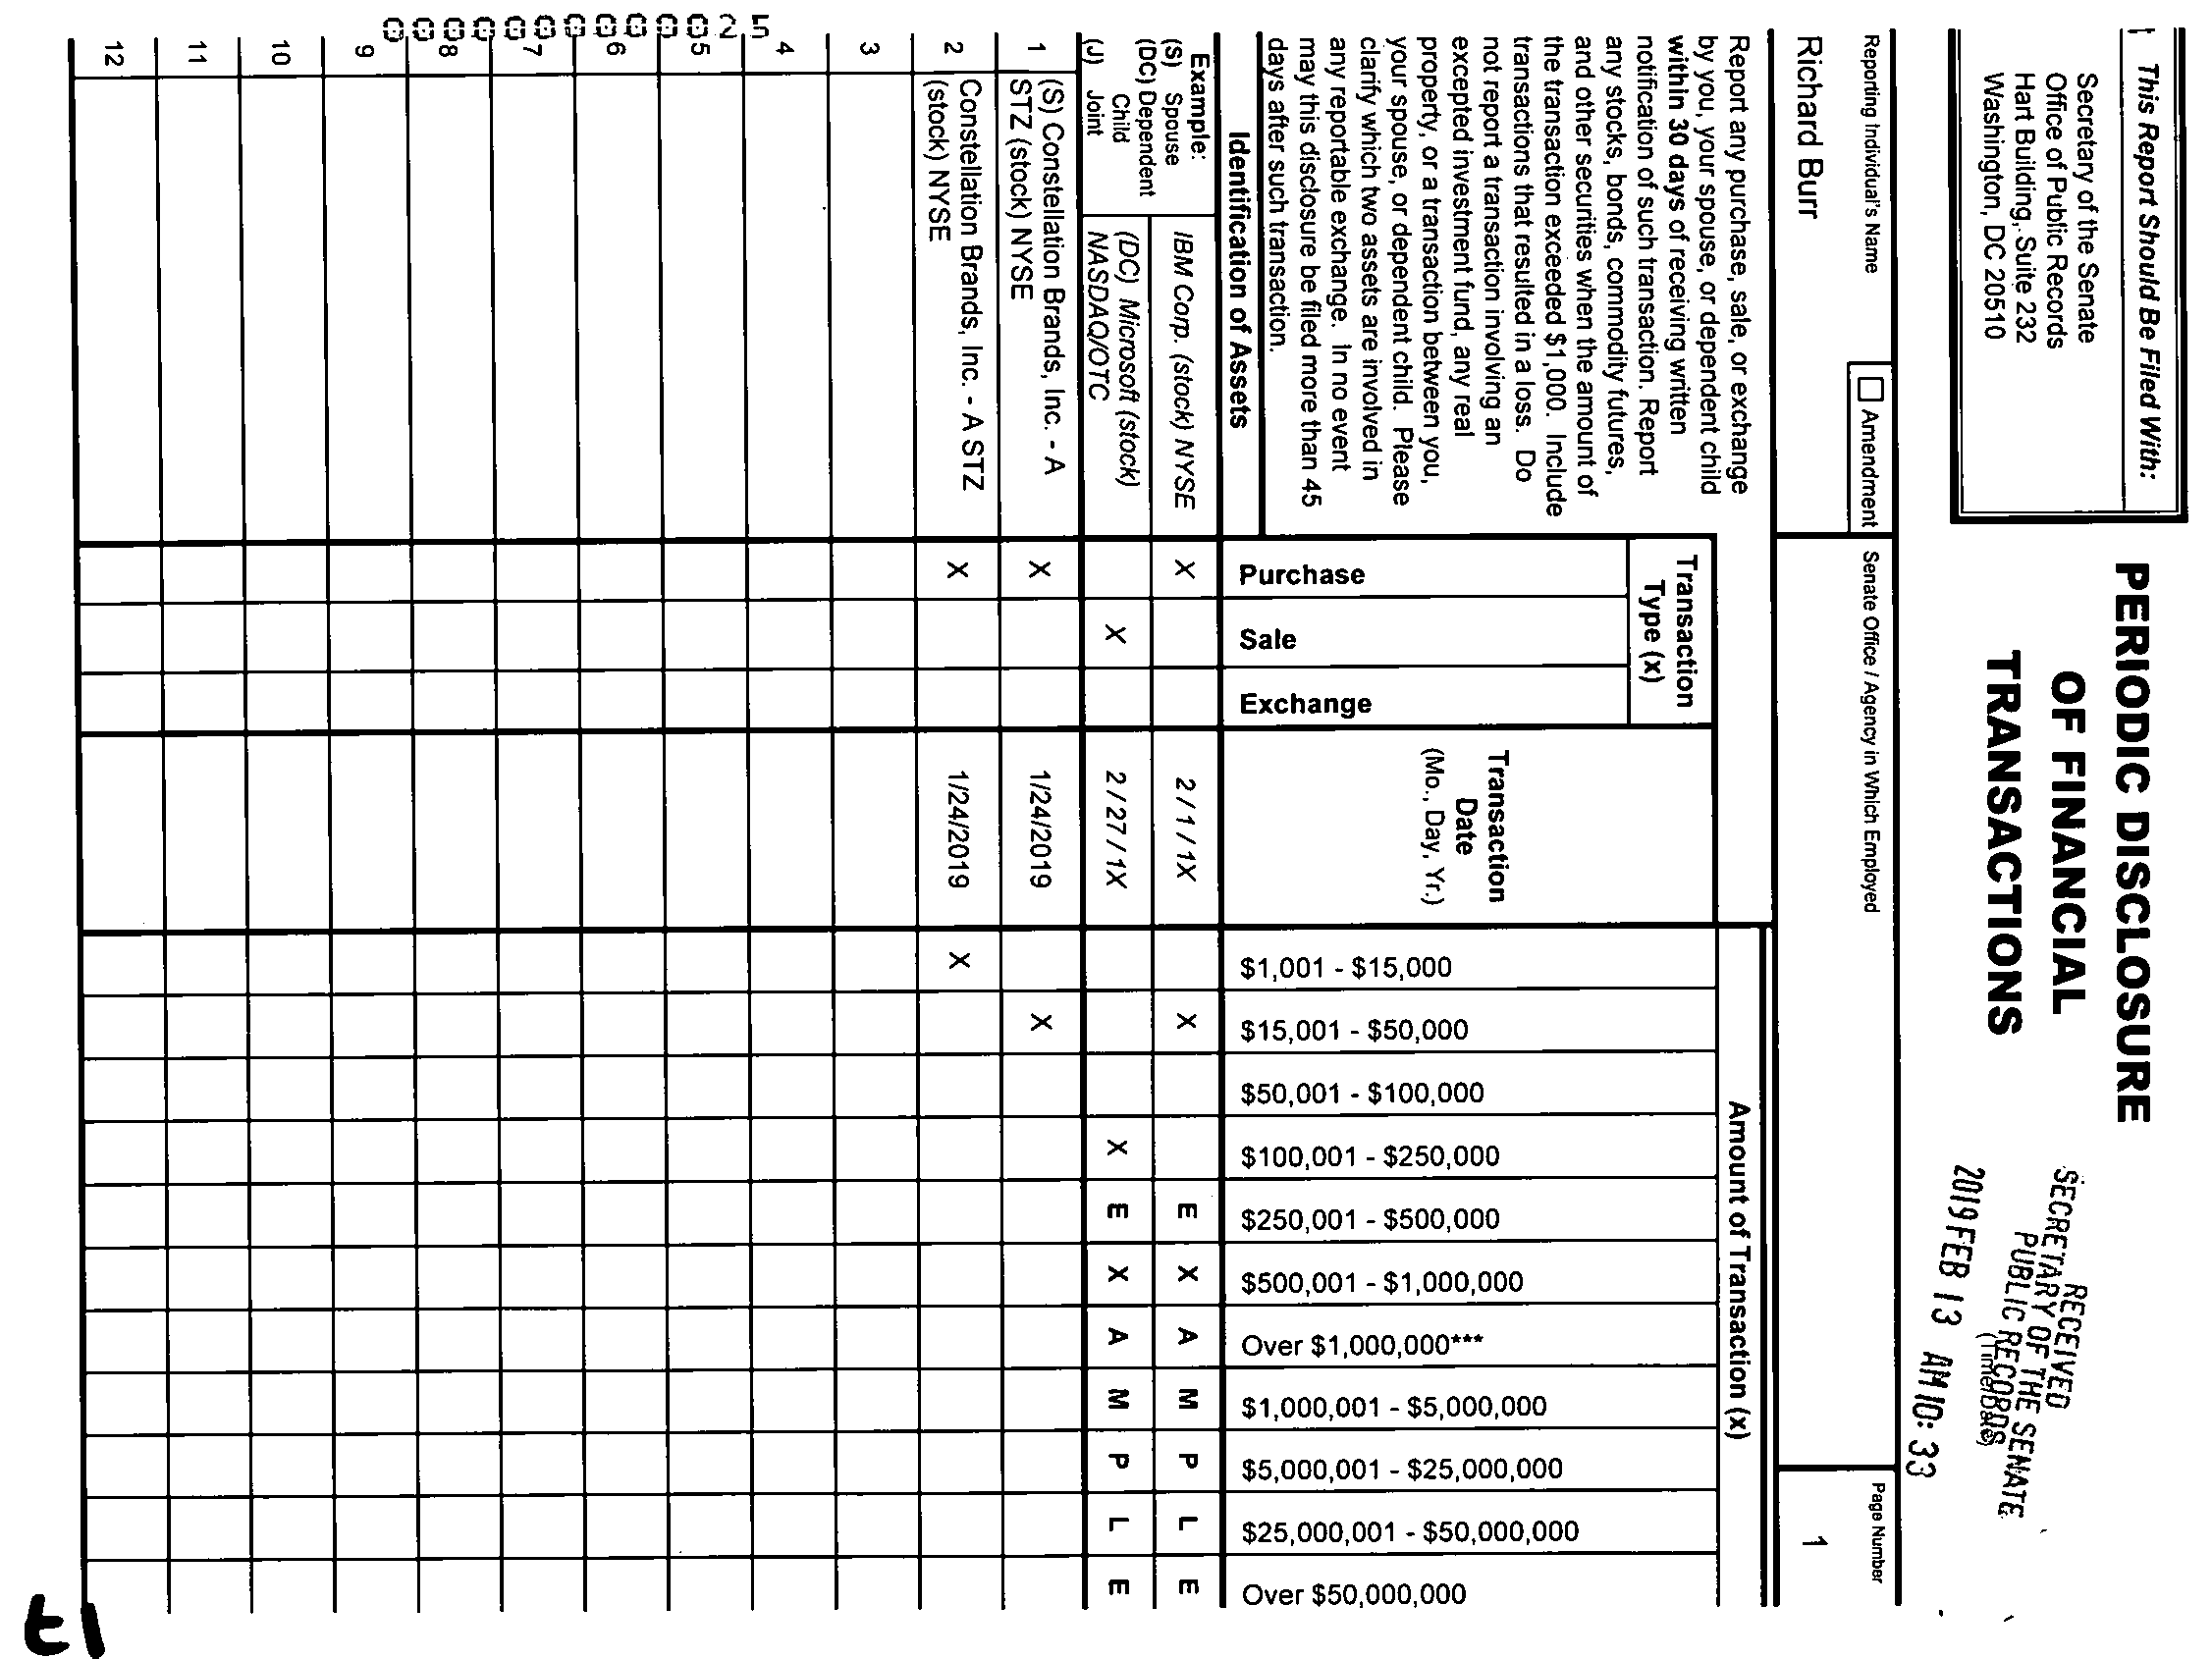 This Report Should Be Filed With:
Secretary of the Senate
Office of Public Records
Hart Building, Suite 232
Washington, DC 20510
PERIODIC DISCLOSURE
OF FINANCIAL
TRANSACTIONS
RECEIVED
SECRETARY OF THE SENATE
PUBLIC RECORDS
(Time/Date)
2019 FEB 13 AM 10: 33
Reporting Individual's Name
Richard Burr
Amendment
Senate Office / Agency in Which Employed
Page Number
1
Report any purchase, sale, or exchange
by you, your spouse, or dependent child
within 30 days of receiving written
notification of such transaction. Report
any stocks, bonds, commodity futures,
and other securities when the amount of
the transaction exceeded $1,000. Include
transactions that resulted in a loss. Do
not report a transaction involving an
excepted investment fund, any real
property, or a transaction between you,
your spouse, or dependent child. Please
clarify which two assets are involved in
any reportable exchange. In no event
may this disclosure be filed more than 45
days after such transaction.
Identification of Assets
Transaction
Type (x)
Purchase
Sale
Exchange
Transaction
Date
(Mo., Day, Yr.)
Amount of Transaction (x)
$1,001 - $15,000
$15,001 - $50,000
$50,001 - $100,000
$100,001 - $250,000
$250,001 - $500,000
$500,001 - $1,000,000
Over $1,000,000***
$1,000,001 - $5,000,000
$5,000,001 - $25,000,000
$25,000,001 - $50,000,000
Over $50,000,000
Example:
(S) Spouse
(DC) Dependent
Child
(J) Joint
IBM Corp. (stock) NYSE X 2 / 1 / 1X X E X A M P L E
(DC) Microsoft (stock)
NASDAQ/OTC X 2 / 27 / 1X X E X A M P L E
1 (S) Constellation Brands, Inc. - A
STZ (stock) NYSE X 1/24/2019 X
2 Constellation Brands, Inc. - A STZ
(stock) NYSE X 1/24/2019 X
3
4
5
6
7
8
9
10
11
12